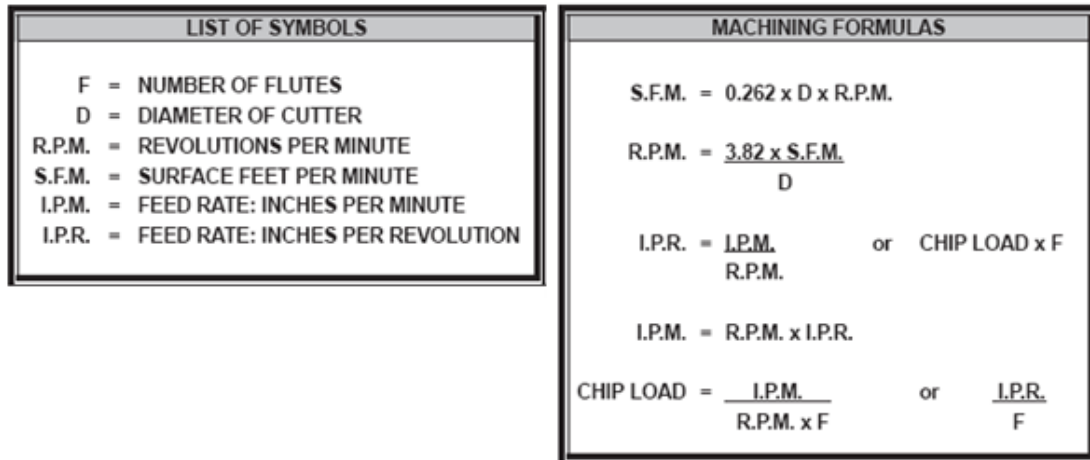 LIST OF SYMBOLS
F = NUMBER OF FLUTES
D = DIAMETER OF CUTTER
R.P.M. = REVOLUTIONS PER MINUTE
S.F.M. = SURFACE FEET PER MINUTE
I.P.M. = FEED RATE: INCHES PER MINUTE
I.P.R. = FEED RATE: INCHES PER REVOLUTION
MACHINING FORMULAS
S.F.M. = 0.262 x D x R.P.M.
R.P.M. = 3.82 x S.F.M.
D
I.P.R. = I.P.M. or CHIP LOAD x F
R.P.M.
I.P.M. = R.P.M. x I.P.R.
CHIP LOAD = I.P.M. or I.P.R.
R.P.M. x F F